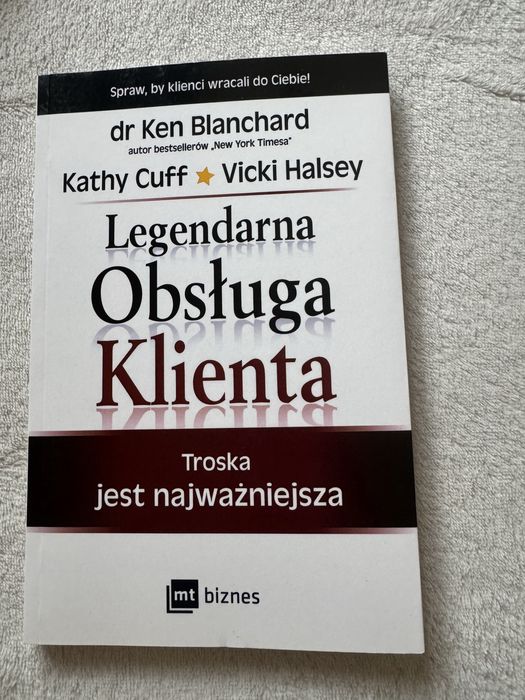 Spraw, by klienci wracali do Ciebie!
dr Ken Blanchard
autor bestsellerów „New York Timesa"
Kathy Cuff Vicki Halsey
Legendarna
Obsługa
Klienta
Troska
jest najważniejsza
mt biznes